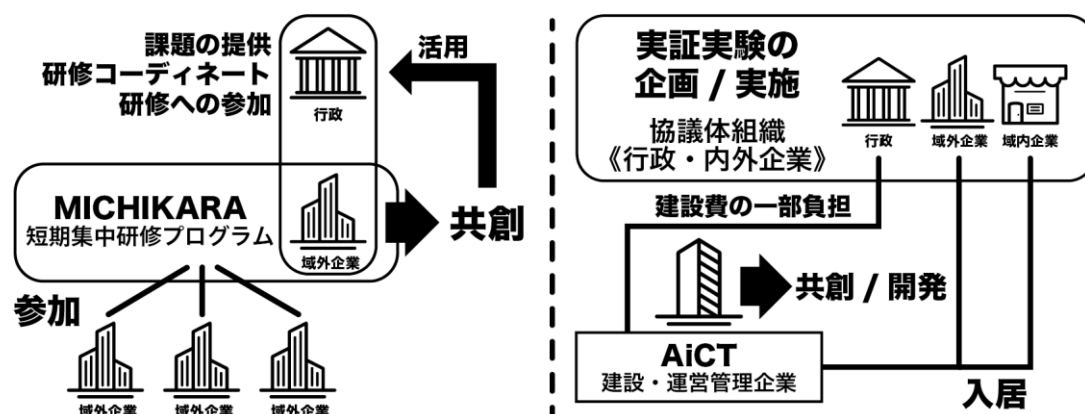 課題の提供
研修コーディネート
研修への参加
行政
活用
MICHIKARA
短期集中研修プログラム
域外企業
共創
参加
域外企業
域外企業
域外企業
実証実験の
企画 / 実施
協議体組織
《行政・内外企業》
行政
域外企業
域内企業
建設費の一部負担
共創 / 開発
AiCT
建設・運営管理企業
入居